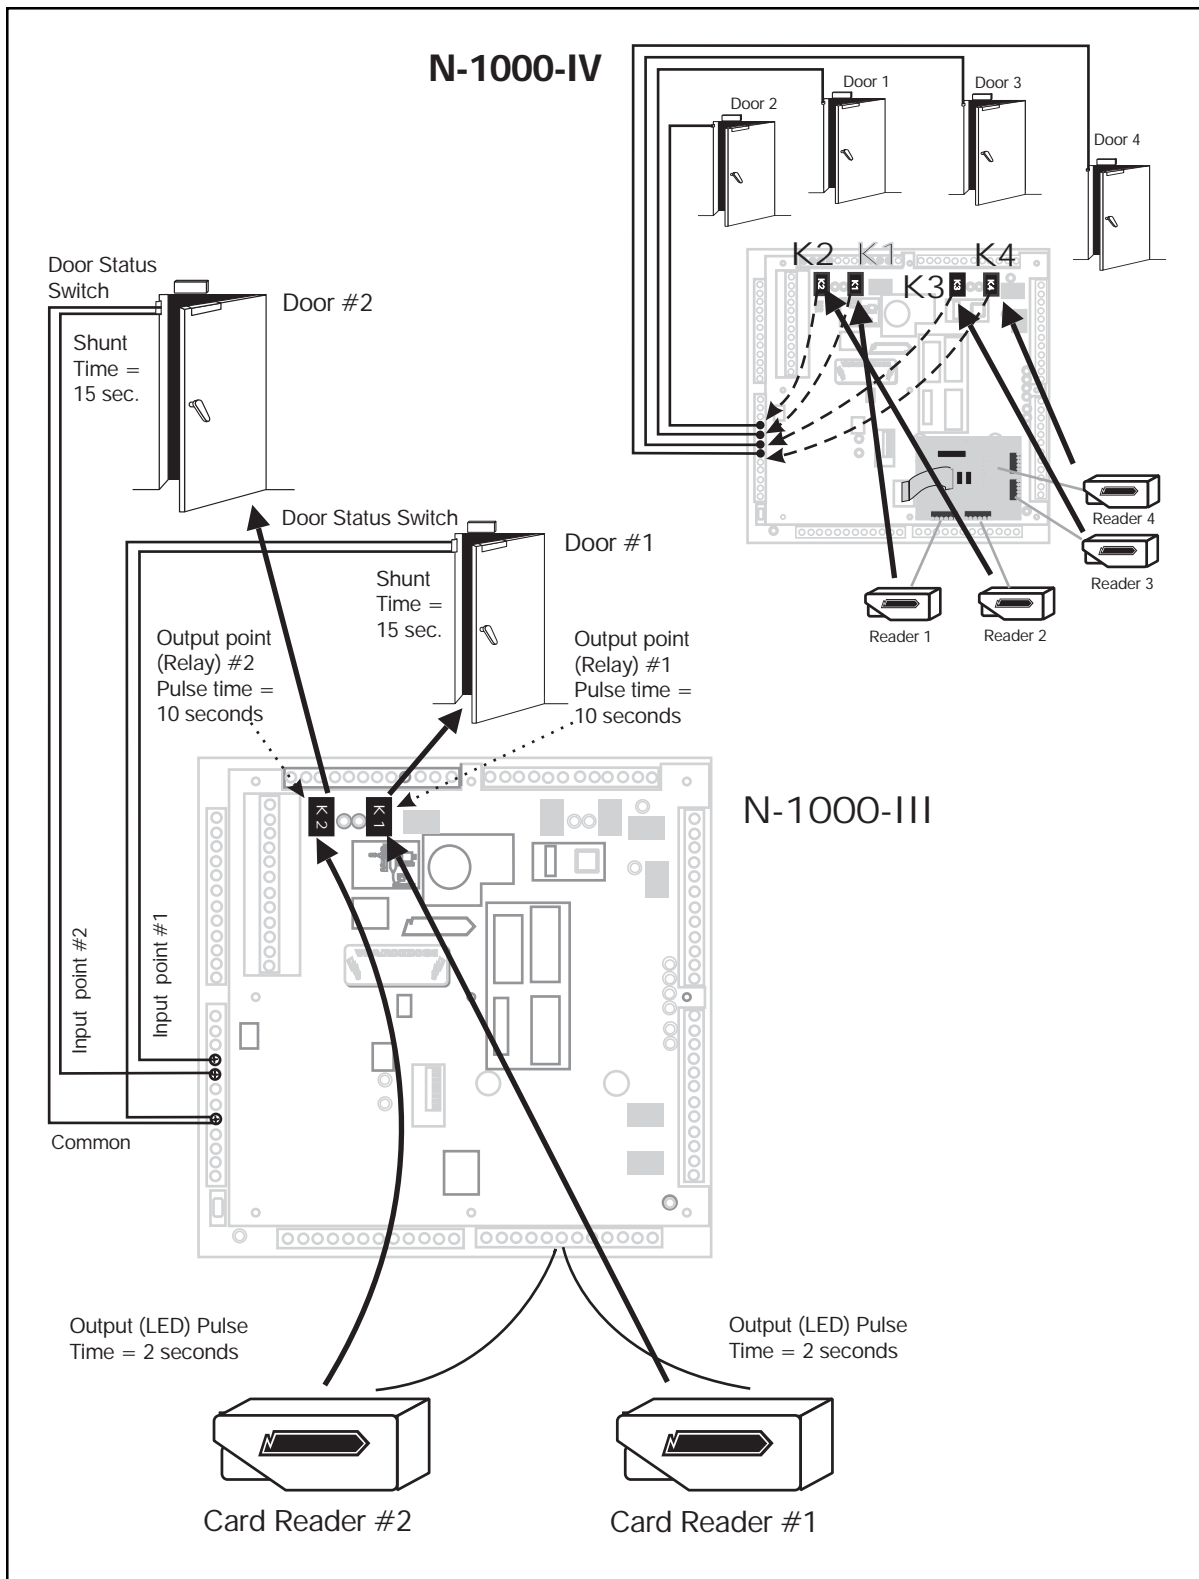 N-1000-IV
Door 1
Door 3
Door 2
Door 4
K2
K1
K3
K4
K2
K1
K3
K4
Reader 4
Reader 3
Reader 1
Reader 2
Door Status
Switch
Door #2
Shunt
Time =
15 sec.
Door Status Switch
Door #1
Shunt
Time =
15 sec.
Output point
(Relay) #2
Pulse time =
10 seconds
Output point
(Relay) #1
Pulse time =
10 seconds
N-1000-III
K 2
K 1
Input point #2
Input point #1
Common
Output (LED) Pulse
Time = 2 seconds
Output (LED) Pulse
Time = 2 seconds
Card Reader #2
Card Reader #1